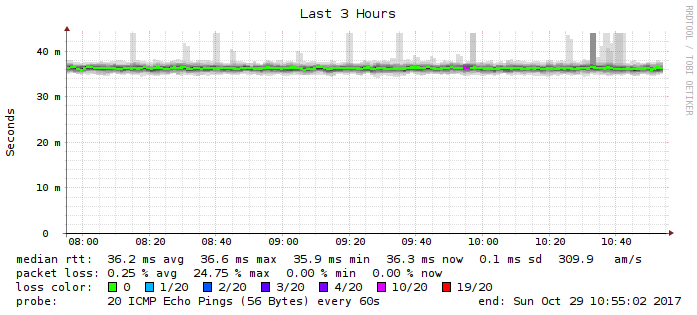 Last 3 Hours
RRDTOOL / TOBI OETIKER
Seconds
40 m
30 m
20 m
10 m
0
08:00 08:20 08:40 09:00 09:20 09:40 10:00 10:20 10:40
median rtt: 36.2 ms avg 36.6 ms max 35.9 ms min 36.3 ms now 0.1 ms sd 309.9 am/s
packet loss: 0.25 % avg 24.75 % max 0.00 % min 0.00 % now
loss color: 0 1/20 2/20 3/20 4/20 10/20 19/20
probe: 20 ICMP Echo Pings (56 Bytes) every 60s end: Sun Oct 29 10:55:02 2017